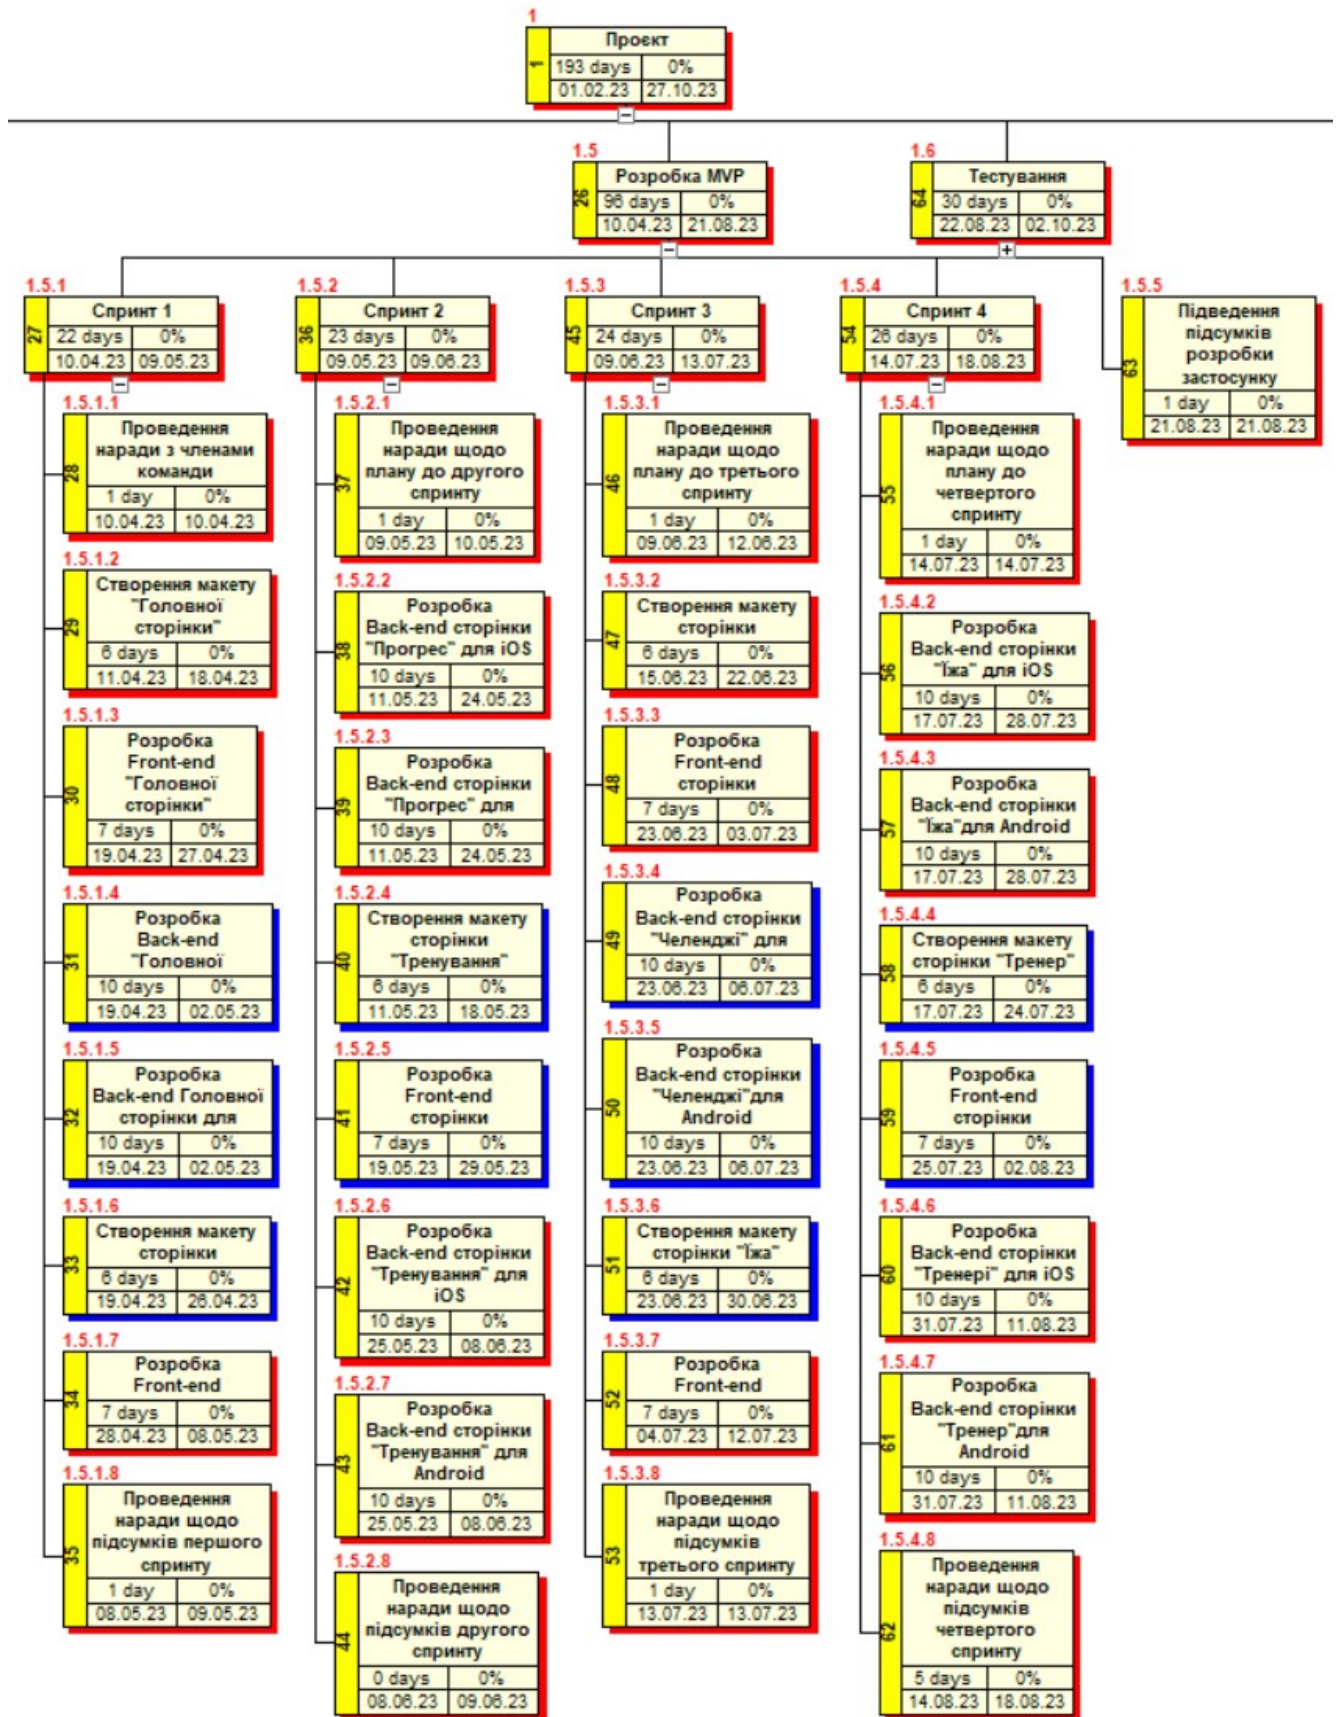 1
Проєкт
1
193 days 0%
01.02.23 27.10.23
1.5
Розробка MVP
26
96 days 0%
10.04.23 21.08.23
1.6
Тестування
64
30 days 0%
22.08.23 02.10.23
1.5.1
Спринт 1
27
22 days 0%
10.04.23 09.05.23
1.5.1.1
Проведення
наради з членами
команди
28
1 day 0%
10.04.23 10.04.23
1.5.1.2
Створення макету
"Головної
сторінки"
29
6 days 0%
11.04.23 18.04.23
1.5.1.3
Розробка
Front-end
"Головної
сторінки"
30
7 days 0%
19.04.23 27.04.23
1.5.1.4
Розробка
Back-end
"Головної
31
10 days 0%
19.04.23 02.05.23
1.5.1.5
Розробка
Back-end Головної
сторінки для
32
10 days 0%
19.04.23 02.05.23
1.5.1.6
Створення макету
сторінки
33
6 days 0%
19.04.23 26.04.23
1.5.1.7
Розробка
Front-end
34
7 days 0%
28.04.23 08.05.23
1.5.1.8
Проведення
наради щодо
підсумків першого
спринту
35
1 day 0%
08.05.23 09.05.23
1.5.2
Спринт 2
36
23 days 0%
09.05.23 09.06.23
1.5.2.1
Проведення
наради щодо
плану до другого
спринту
37
1 day 0%
09.05.23 10.05.23
1.5.2.2
Розробка
Back-end сторінки
"Прогрес" для iOS
38
10 days 0%
11.05.23 24.05.23
1.5.2.3
Розробка
Back-end сторінки
"Прогрес" для
39
10 days 0%
11.05.23 24.05.23
1.5.2.4
Створення макету
сторінки
"Тренування"
40
6 days 0%
11.05.23 18.05.23
1.5.2.5
Розробка
Front-end
сторінки
41
7 days 0%
19.05.23 29.05.23
1.5.2.6
Розробка
Back-end сторінки
"Тренування" для
iOS
42
10 days 0%
25.05.23 08.06.23
1.5.2.7
Розробка
Back-end сторінки
"Тренування" для
Android
43
10 days 0%
25.05.23 08.06.23
1.5.2.8
Проведення
наради щодо
підсумків другого
спринту
44
0 days 0%
08.06.23 09.06.23
1.5.3
Спринт 3
45
24 days 0%
09.06.23 13.07.23
1.5.3.1
Проведення
наради щодо
плану до третього
спринту
46
1 day 0%
09.06.23 12.06.23
1.5.3.2
Створення макету
сторінки
47
6 days 0%
15.06.23 22.06.23
1.5.3.3
Розробка
Front-end
сторінки
48
7 days 0%
23.06.23 03.07.23
1.5.3.4
Розробка
Back-end сторінки
"Челенджі" для
49
10 days 0%
23.06.23 06.07.23
1.5.3.5
Розробка
Back-end сторінки
"Челенджі"для
Android
50
10 days 0%
23.06.23 06.07.23
1.5.3.6
Створення макету
сторінки "Їжа"
51
6 days 0%
23.06.23 30.06.23
1.5.3.7
Розробка
Front-end
52
7 days 0%
04.07.23 12.07.23
1.5.3.8
Проведення
наради щодо
підсумків
третього спринту
53
1 day 0%
13.07.23 13.07.23
1.5.4
Спринт 4
54
26 days 0%
14.07.23 18.08.23
1.5.4.1
Проведення
наради щодо
плану до
четвертого
спринту
55
1 day 0%
14.07.23 14.07.23
1.5.4.2
Розробка
Back-end сторінки
"Їжа" для iOS
56
10 days 0%
17.07.23 28.07.23
1.5.4.3
Розробка
Back-end сторінки
"Їжа"для Android
57
10 days 0%
17.07.23 28.07.23
1.5.4.4
Створення макету
сторінки "Тренер"
58
6 days 0%
17.07.23 24.07.23
1.5.4.5
Розробка
Front-end
сторінки
59
7 days 0%
25.07.23 02.08.23
1.5.4.6
Розробка
Back-end сторінки
"Тренері" для iOS
60
10 days 0%
31.07.23 11.08.23
1.5.4.7
Розробка
Back-end сторінки
"Тренер"для
Android
61
10 days 0%
31.07.23 11.08.23
1.5.4.8
Проведення
наради щодо
підсумків
четвертого
спринту
62
5 days 0%
14.08.23 18.08.23
1.5.5
Підведення
підсумків
розробки
застосунку
63
1 day 0%
21.08.23 21.08.23